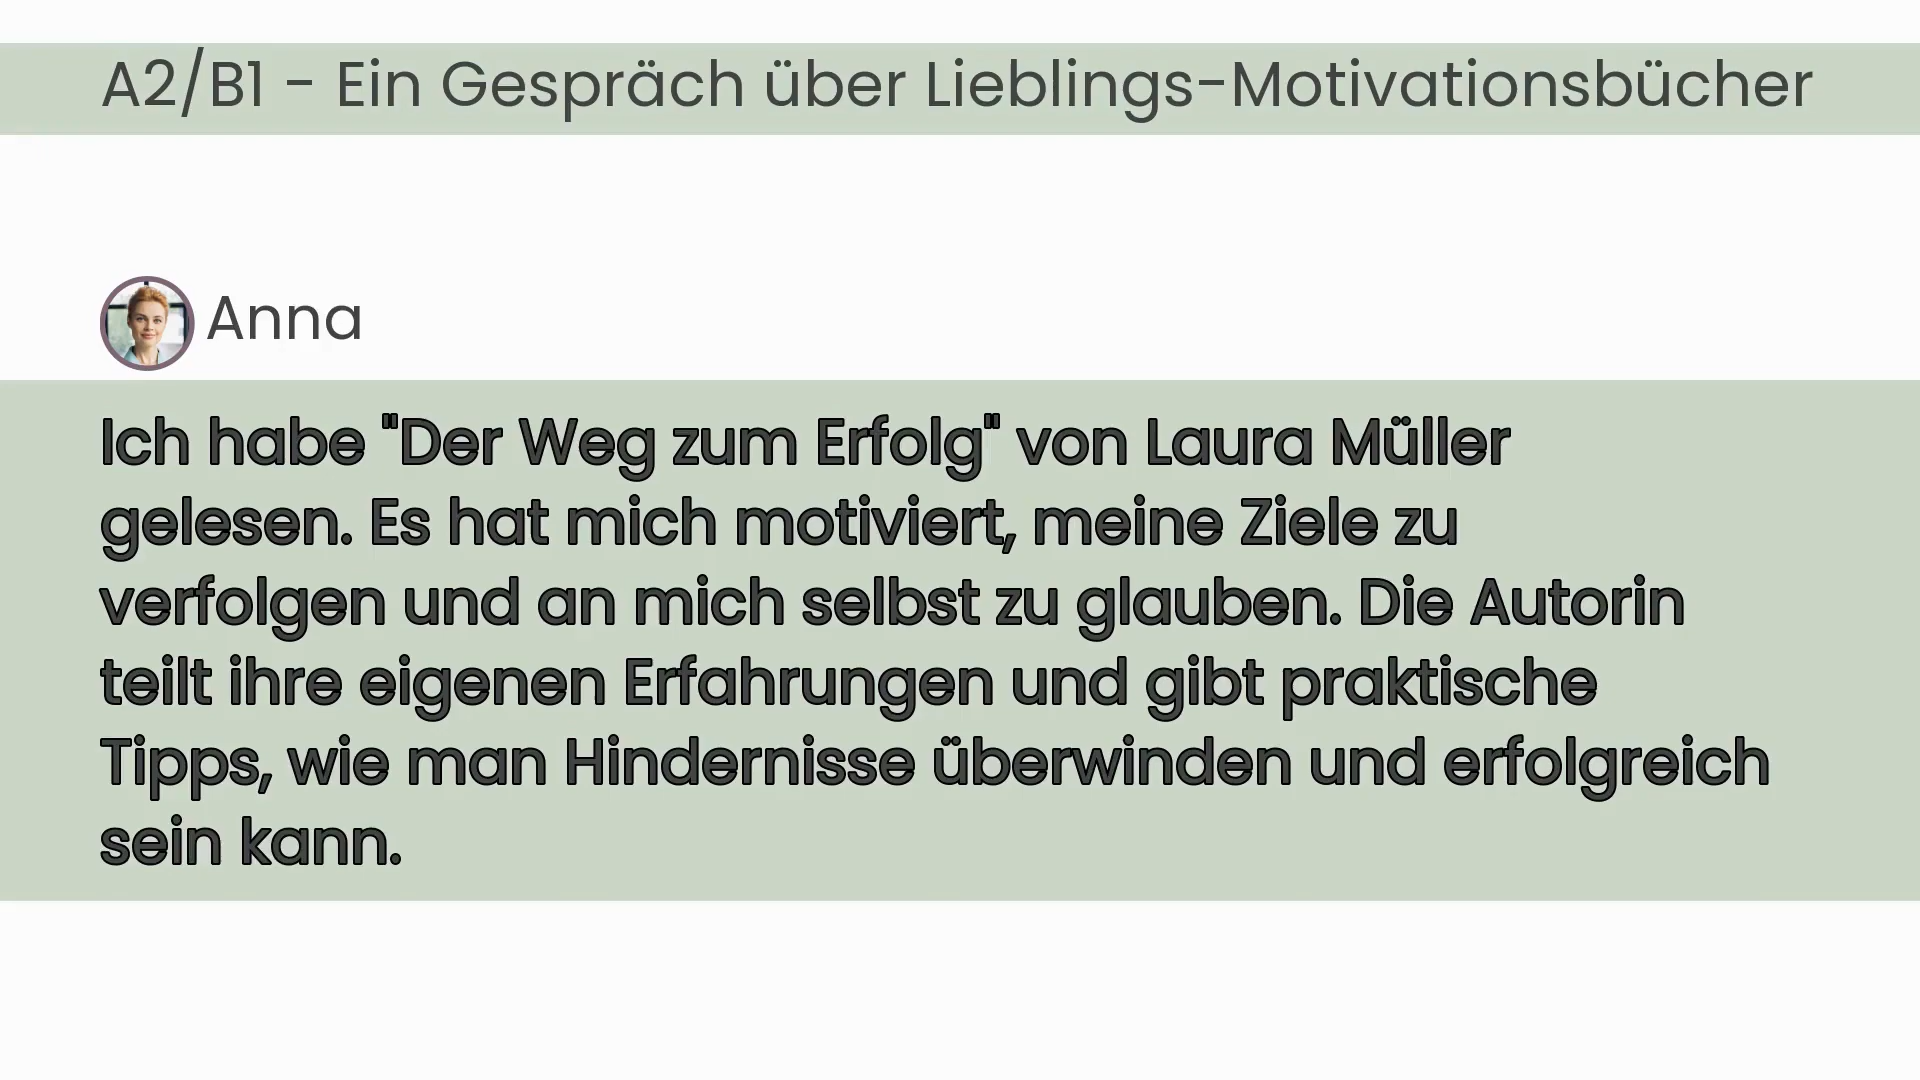 A2/B1 - Ein Gespräch über Lieblings-Motivationsbücher
Anna
Ich habe "Der Weg zum Erfolg" von Laura Müller
gelesen. Es hat mich motiviert, meine Ziele zu
verfolgen und an mich selbst zu glauben. Die Autorin
teilt ihre eigenen Erfahrungen und gibt praktische
Tipps, wie man Hindernisse überwinden und erfolgreich
sein kann.